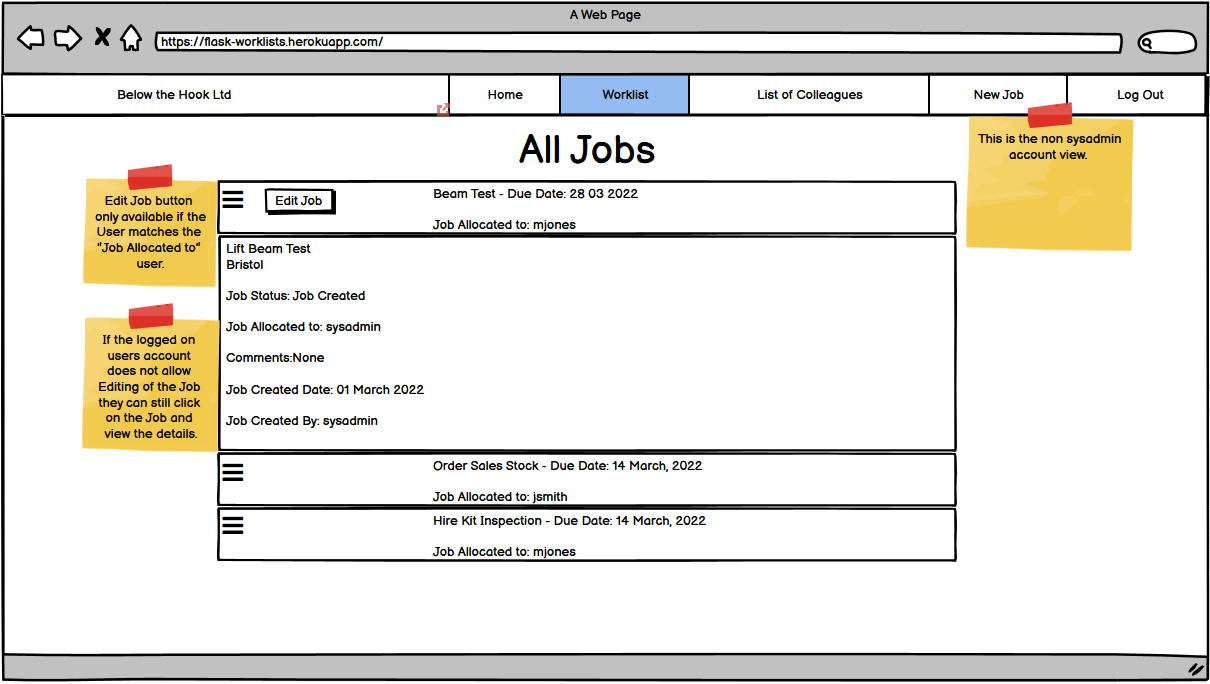 A Web Page
https://flask-worklists.herokuapp.com/
Below the Hook Ltd
Home
Worklist
List of Colleagues
New Job
Log Out
All Jobs
This is the non sysadmin
account view.
Edit Job button
only available if the
User matches the
"Job Allocated to"
user.
Edit Job
Beam Test - Due Date: 28 03 2022
Job Allocated to: mjones
Lift Beam Test
Bristol
Job Status: Job Created
Job Allocated to: sysadmin
Comments:None
Job Created Date: 01 March 2022
Job Created By: sysadmin
If the logged on
users account
does not allow
Editing of the Job
they can still click
on the Job and
view the details.
Order Sales Stock - Due Date: 14 March, 2022
Job Allocated to: jsmith
Hire Kit Inspection - Due Date: 14 March, 2022
Job Allocated to: mjones